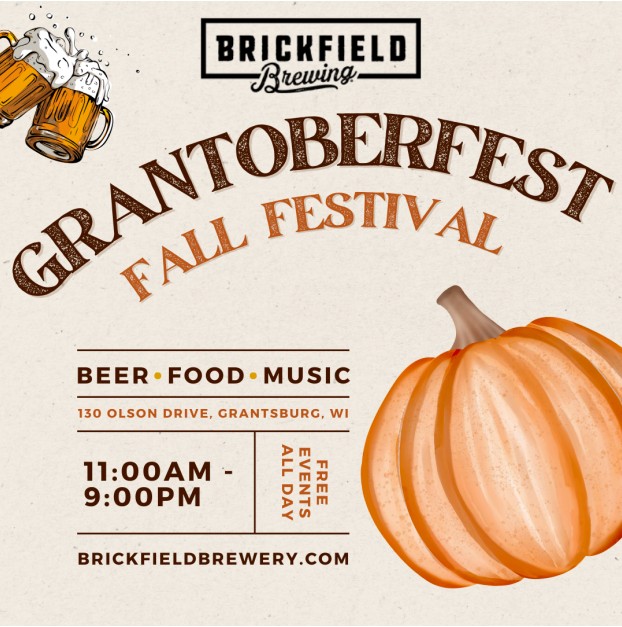 BRICKFIELD
Brewing
GRANTOBERFEST
FALL FESTIVAL
BEER • FOOD • MUSIC
130 OLSON DRIVE, GRANTSBURG, WI
11:00AM -
9:00PM
FREE
EVENTS
ALL DAY
BRICKFIELDBREWERY.COM